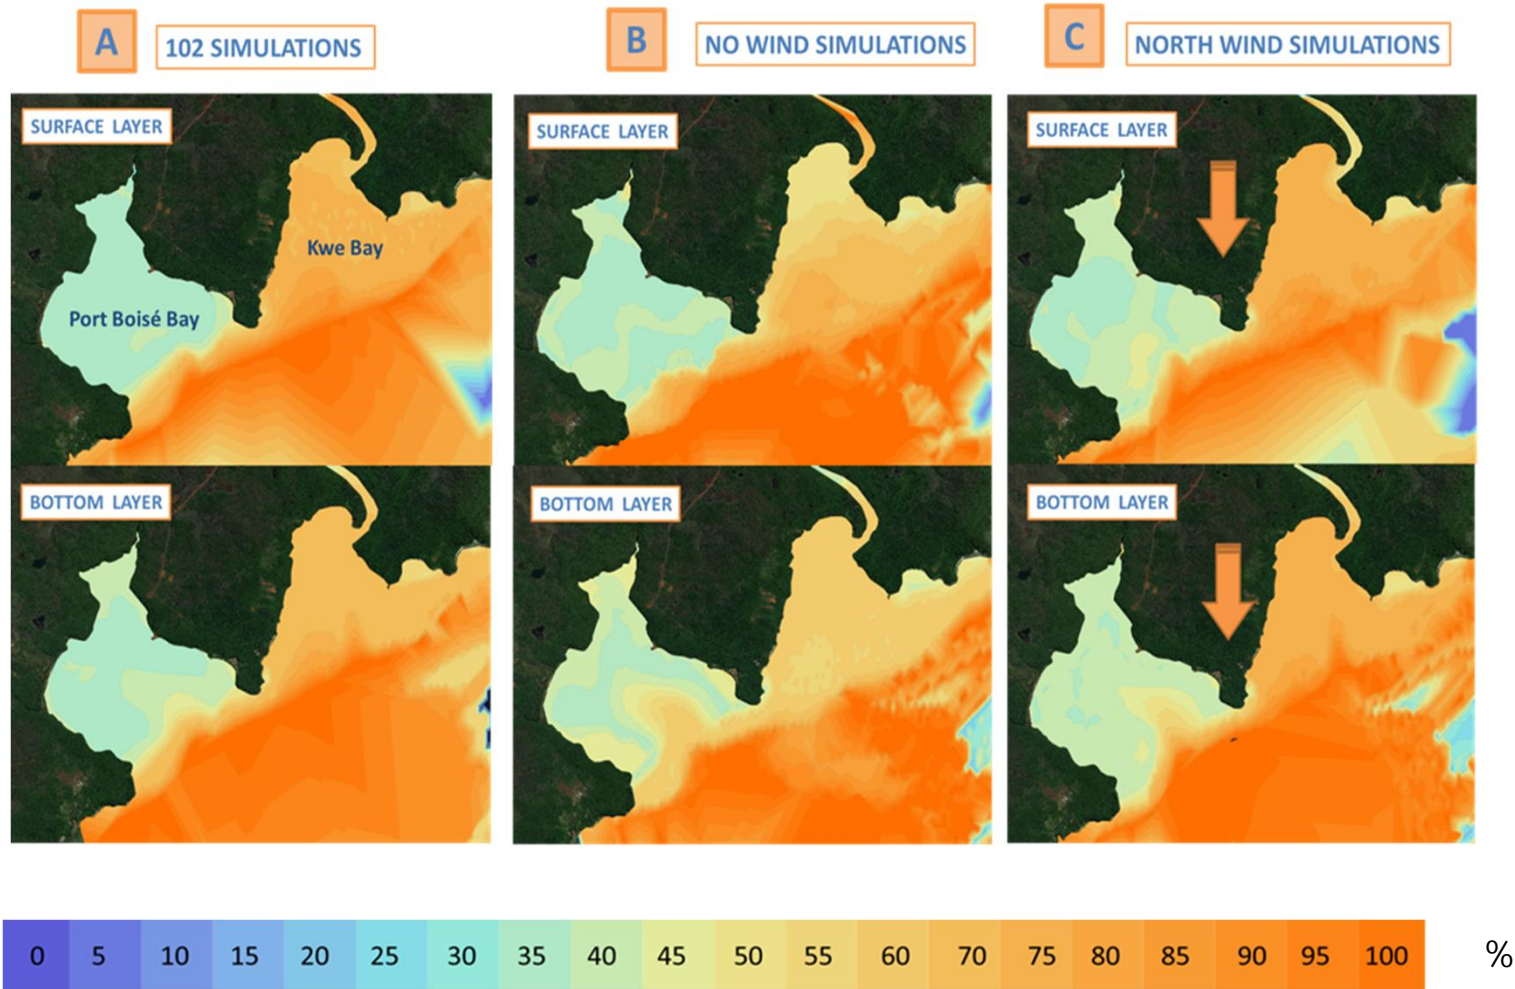 A 102 SIMULATIONS
B NO WIND SIMULATIONS
C NORTH WIND SIMULATIONS
SURFACE LAYER
SURFACE LAYER
SURFACE LAYER
Kwe Bay
Port Boisé Bay
BOTTOM LAYER
BOTTOM LAYER
BOTTOM LAYER
0 5 10 15 20 25 30 35 40 45 50 55 60 70 75 80 85 90 95 100 %